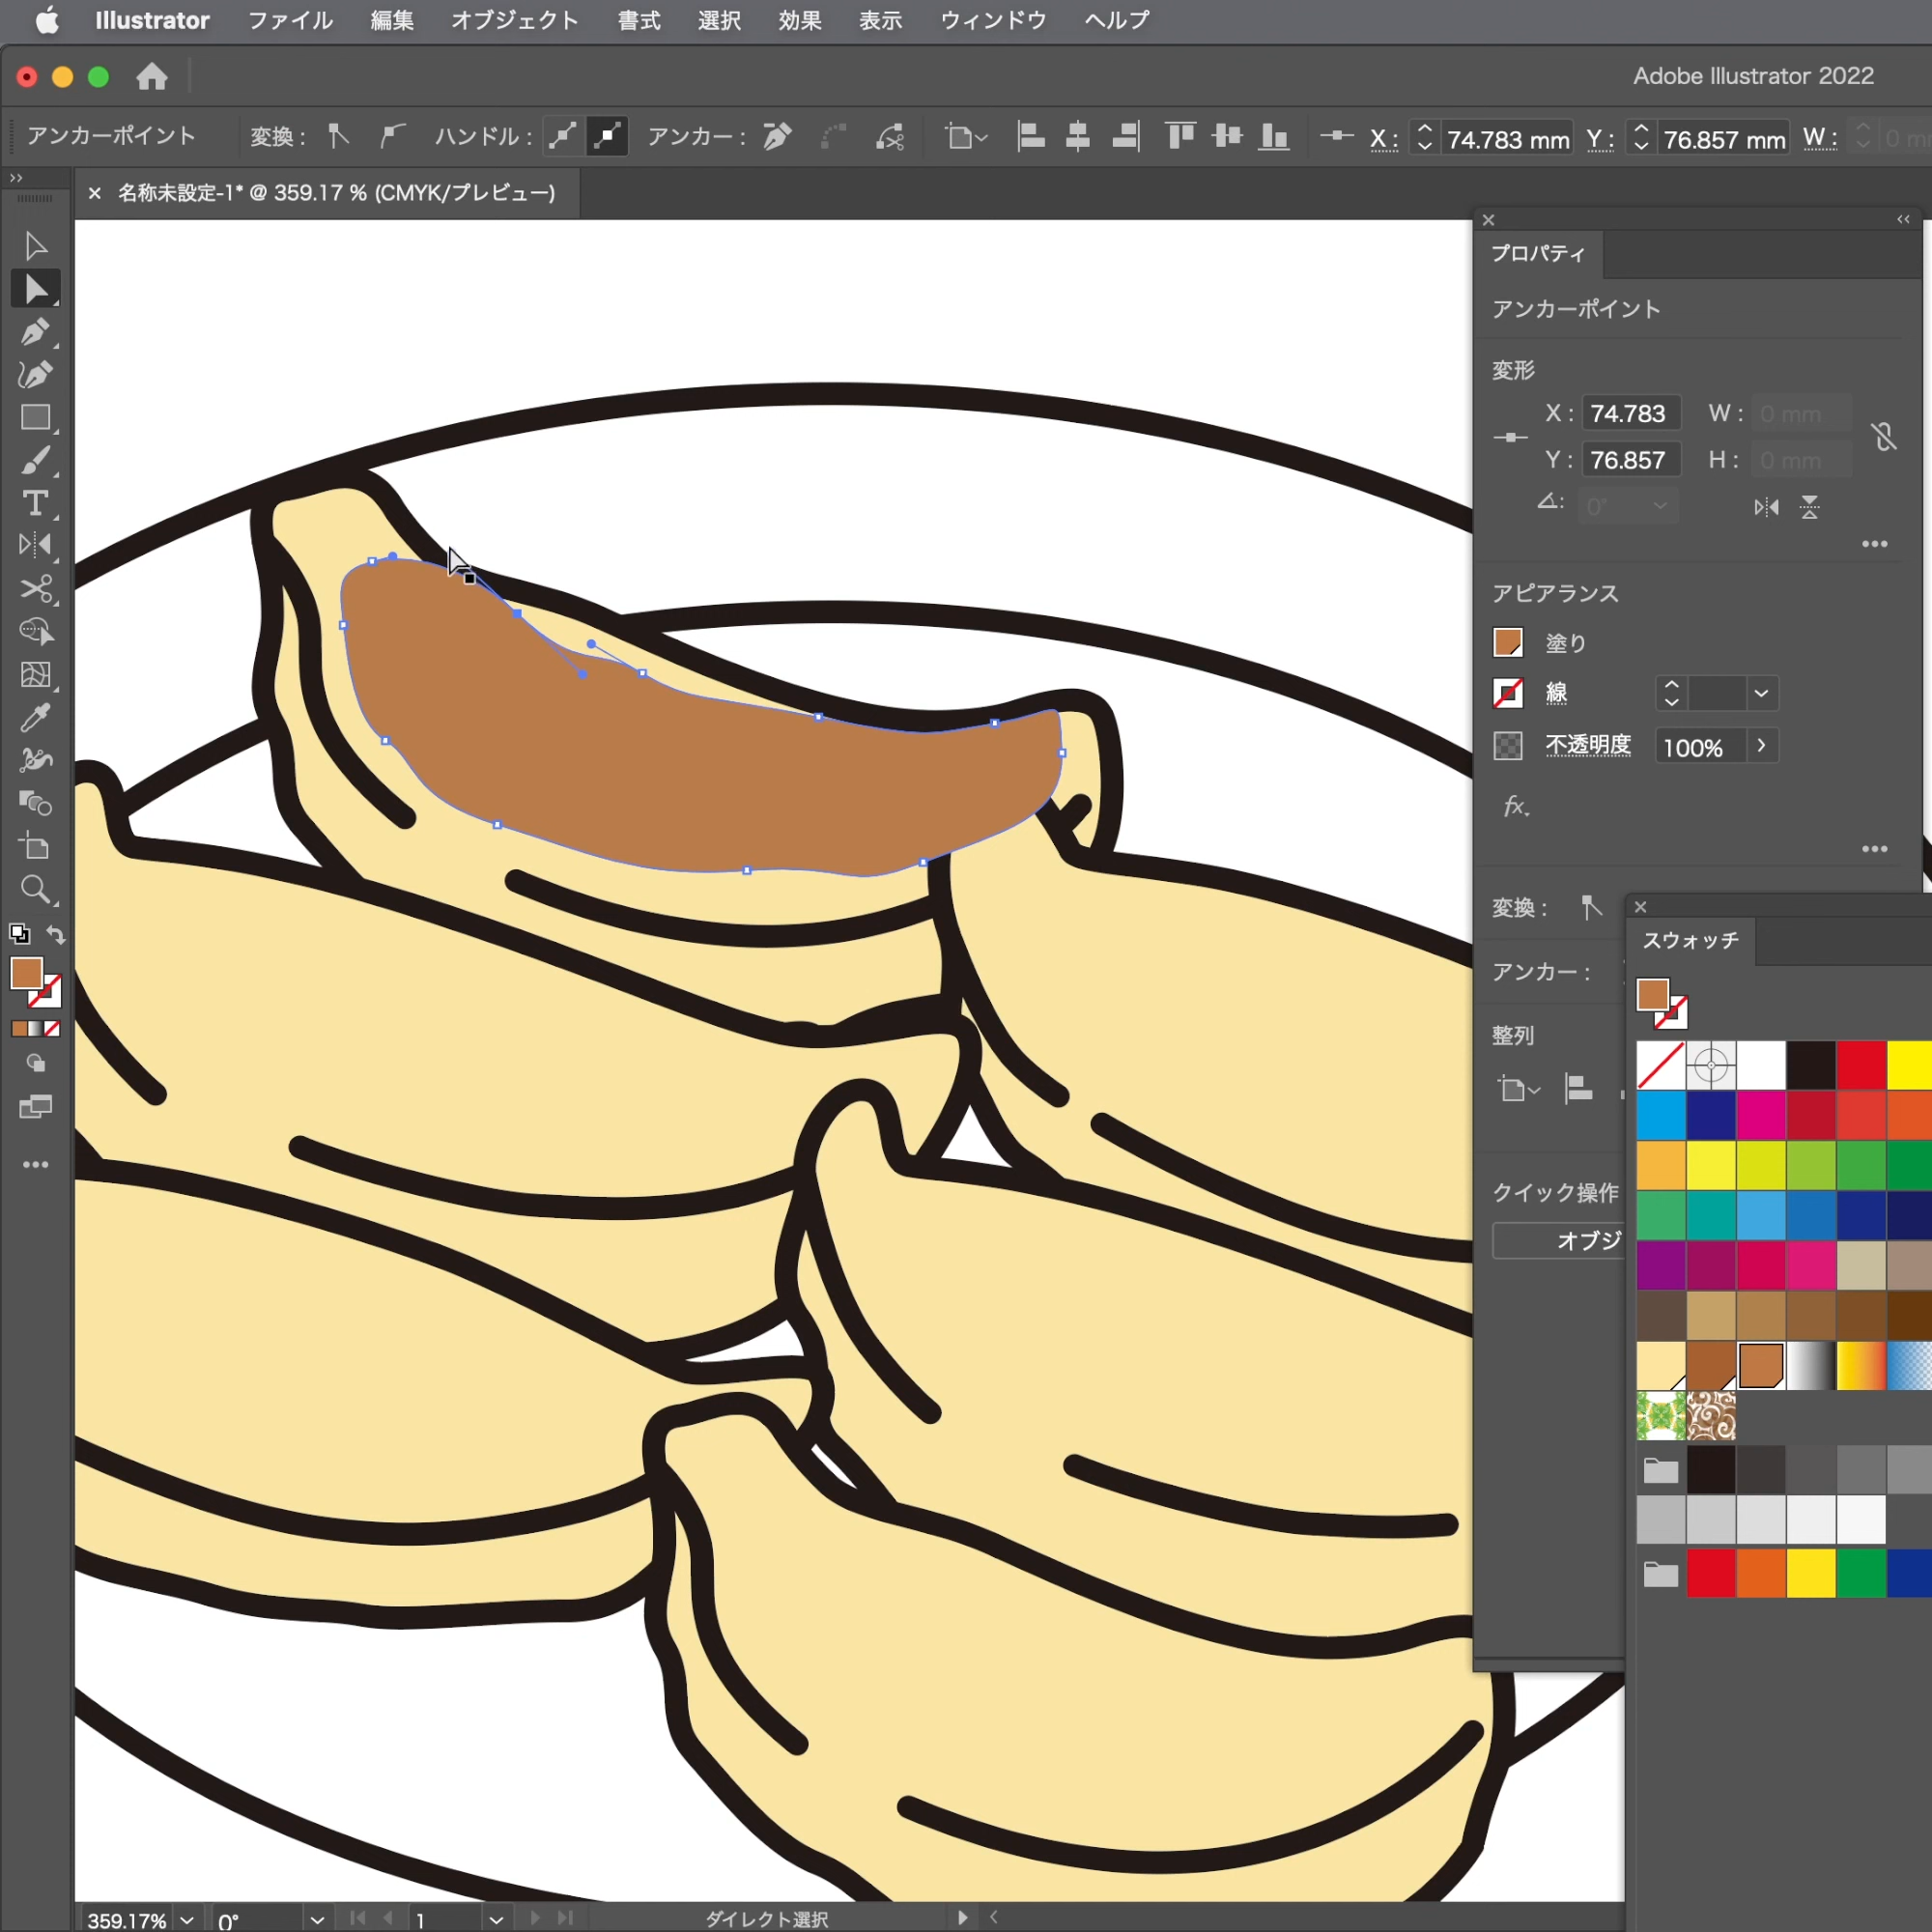 Illustrator ファイル 編集 オブジェクト 書式 選択 効果 表示 ウィンドウ ヘルプ
Adobe Illustrator 2022
アンカーポイント 変換： ハンドル： アンカー： X： 74.783 mm Y： 76.857 mm W：
× 名称未設定-1* @ 359.17 % (CMYK/プレビュー)
プロパティ
アンカーポイント
変形
X： 74.783 W： 0 mm
Y： 76.857 H： 0 mm
0°
アピアランス
塗り
線
不透明度 100%
fx.
変換：
アンカー：
整列
クイック操作
オブジ
スウォッチ
359.17% 0° 1 ダイレクト選択